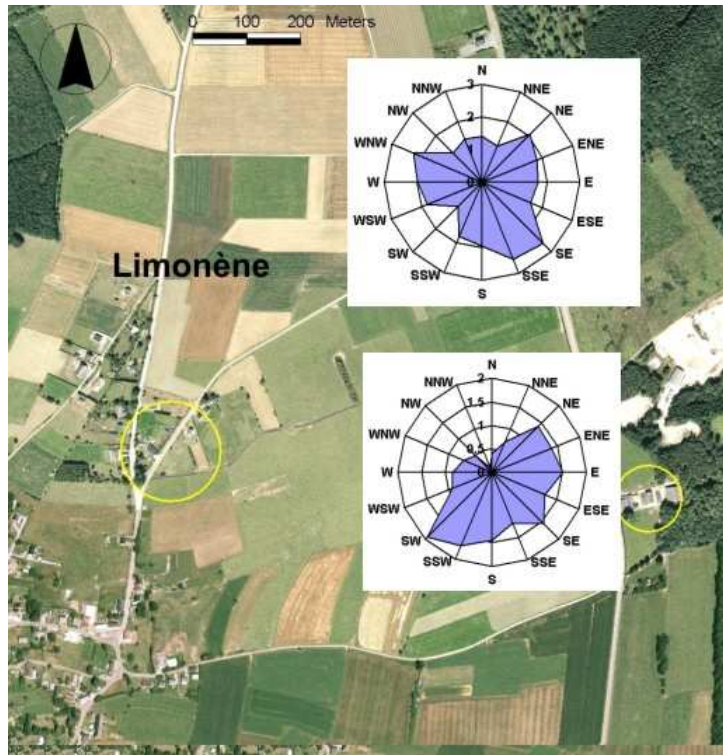 0 100 200 Meters
Limonène
N
NNE
NE
ENE
E
ESE
SE
SSE
S
SSW
SW
WSW
W
WNW
NW
NNW
3
2
1
0
N
NNE
NE
ENE
E
ESE
SE
SSE
S
SSW
SW
WSW
W
WNW
NW
NNW
2
1.5
1
0.5
0